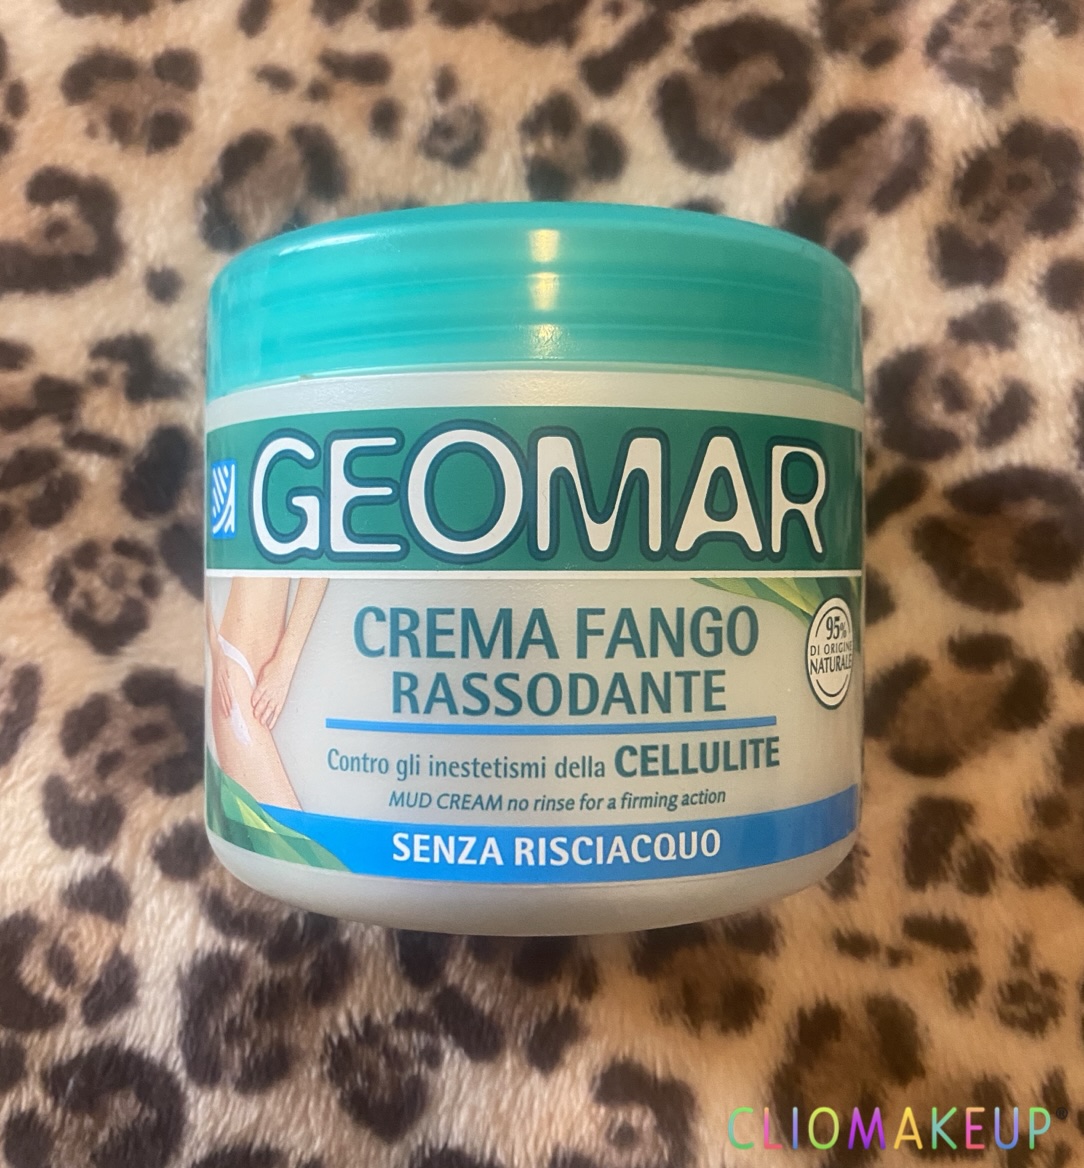 GEOMAR
CREMA FANGO
RASSODANTE
95%
DI ORIGINE
NATURALE
Contro gli inestetismi della CELLULITE
MUD CREAM no rinse for a firming action
SENZA RISCIACQUO
CLIOMAKEUP®